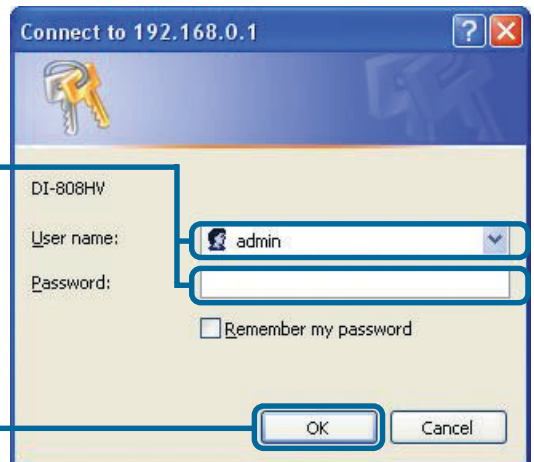 Connect to 192.168.0.1
DI-808HV
User name:
admin
Password:
Remember my password
OK
Cancel